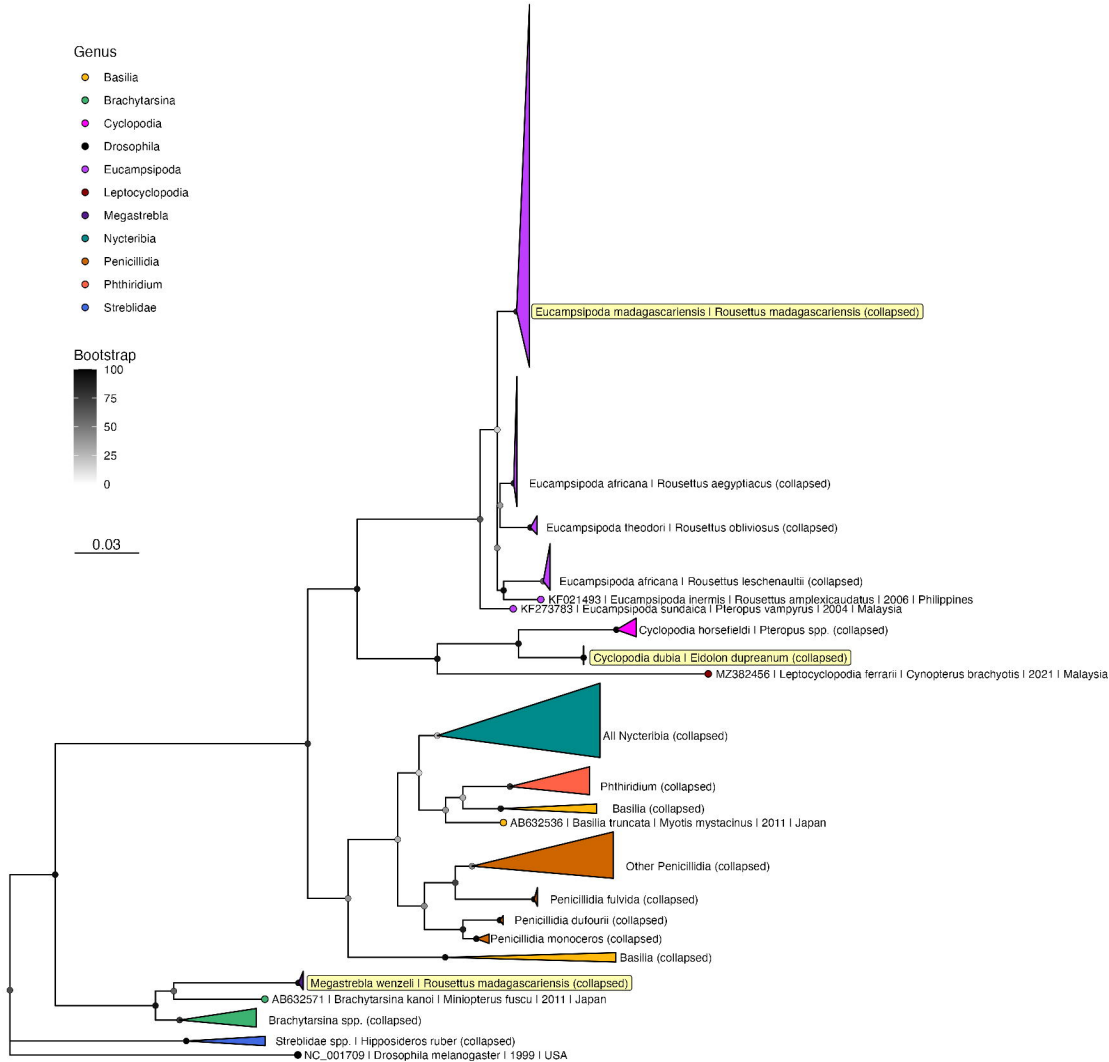 Genus
Basilia
Brachytarsina
Cyclopodia
Drosophila
Eucampsipoda
Leptocyclopodia
Megastrebla
Nycteribia
Penicillidia
Phthiridium
Streblidae
Bootstrap
100
75
50
25
0
0.03
Eucampsipoda madagascariensis | Rousettus madagascariensis (collapsed)
Eucampsipoda africana | Rousettus aegyptiacus (collapsed)
Eucampsipoda theodori | Rousettus obliviosus (collapsed)
Eucampsipoda africana | Rousettus leschenaultii (collapsed)
KF021493 | Eucampsipoda inermis | Rousettus amplexicaudatus | 2006 | Philippines
KF273783 | Eucampsipoda sundaica | Pteropus vampyrus | 2004 | Malaysia
Cyclopodia horsefieldi | Pteropus spp. (collapsed)
Cyclopodia dubia | Eidolon dupreanum (collapsed)
MZ382456 | Leptocyclopodia ferrarii | Cynopterus brachyotis | 2021 | Malaysia
All Nycteribia (collapsed)
Phthiridium (collapsed)
Basilia (collapsed)
AB632536 | Basilia truncata | Myotis mystacinus | 2011 | Japan
Other Penicillidia (collapsed)
Penicillidia fulvida (collapsed)
Penicillidia dufourii (collapsed)
Penicillidia monoceros (collapsed)
Basilia (collapsed)
Megastrebla wenzeli | Rousettus madagascariensis (collapsed)
AB632571 | Brachytarsina kanoi | Miniopterus fuscu | 2011 | Japan
Brachytarsina spp. (collapsed)
Streblidae spp. | Hipposideros ruber (collapsed)
NC_001709 | Drosophila melanogaster | 1999 | USA